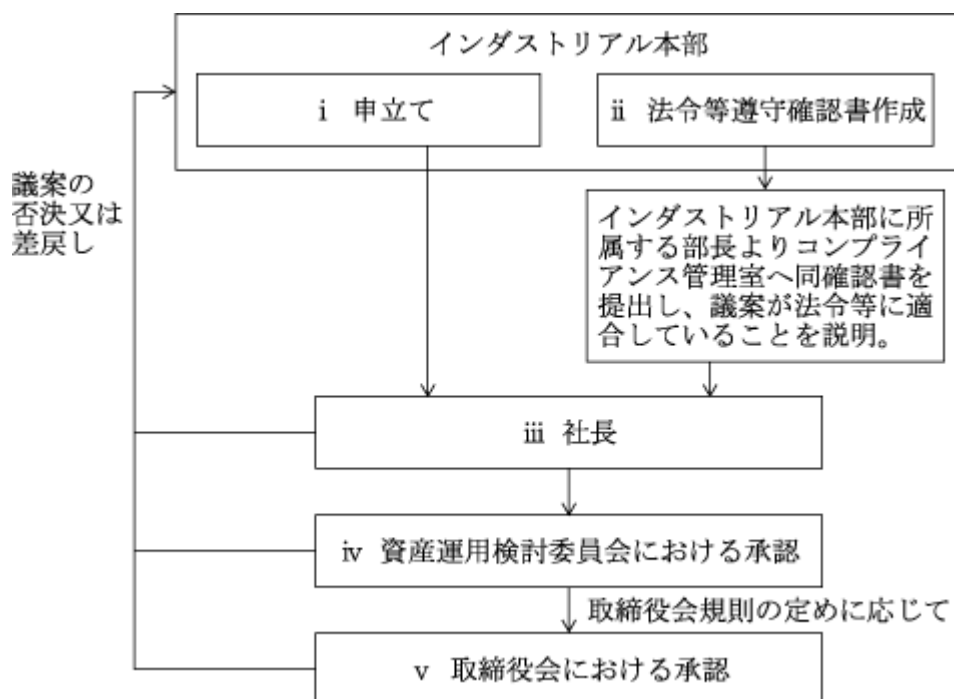 インダストリアル本部
ⅰ 申立て
ⅱ 法令等遵守確認書作成
議案の
否決又は
差戻し
インダストリアル本部に所
属する部長よりコンプライ
アンス管理室へ同確認書を
提出し、議案が法令等に適
合していることを説明。
ⅲ 社長
ⅳ 資産運用検討委員会における承認
取締役会規則の定めに応じて
ⅴ 取締役会における承認